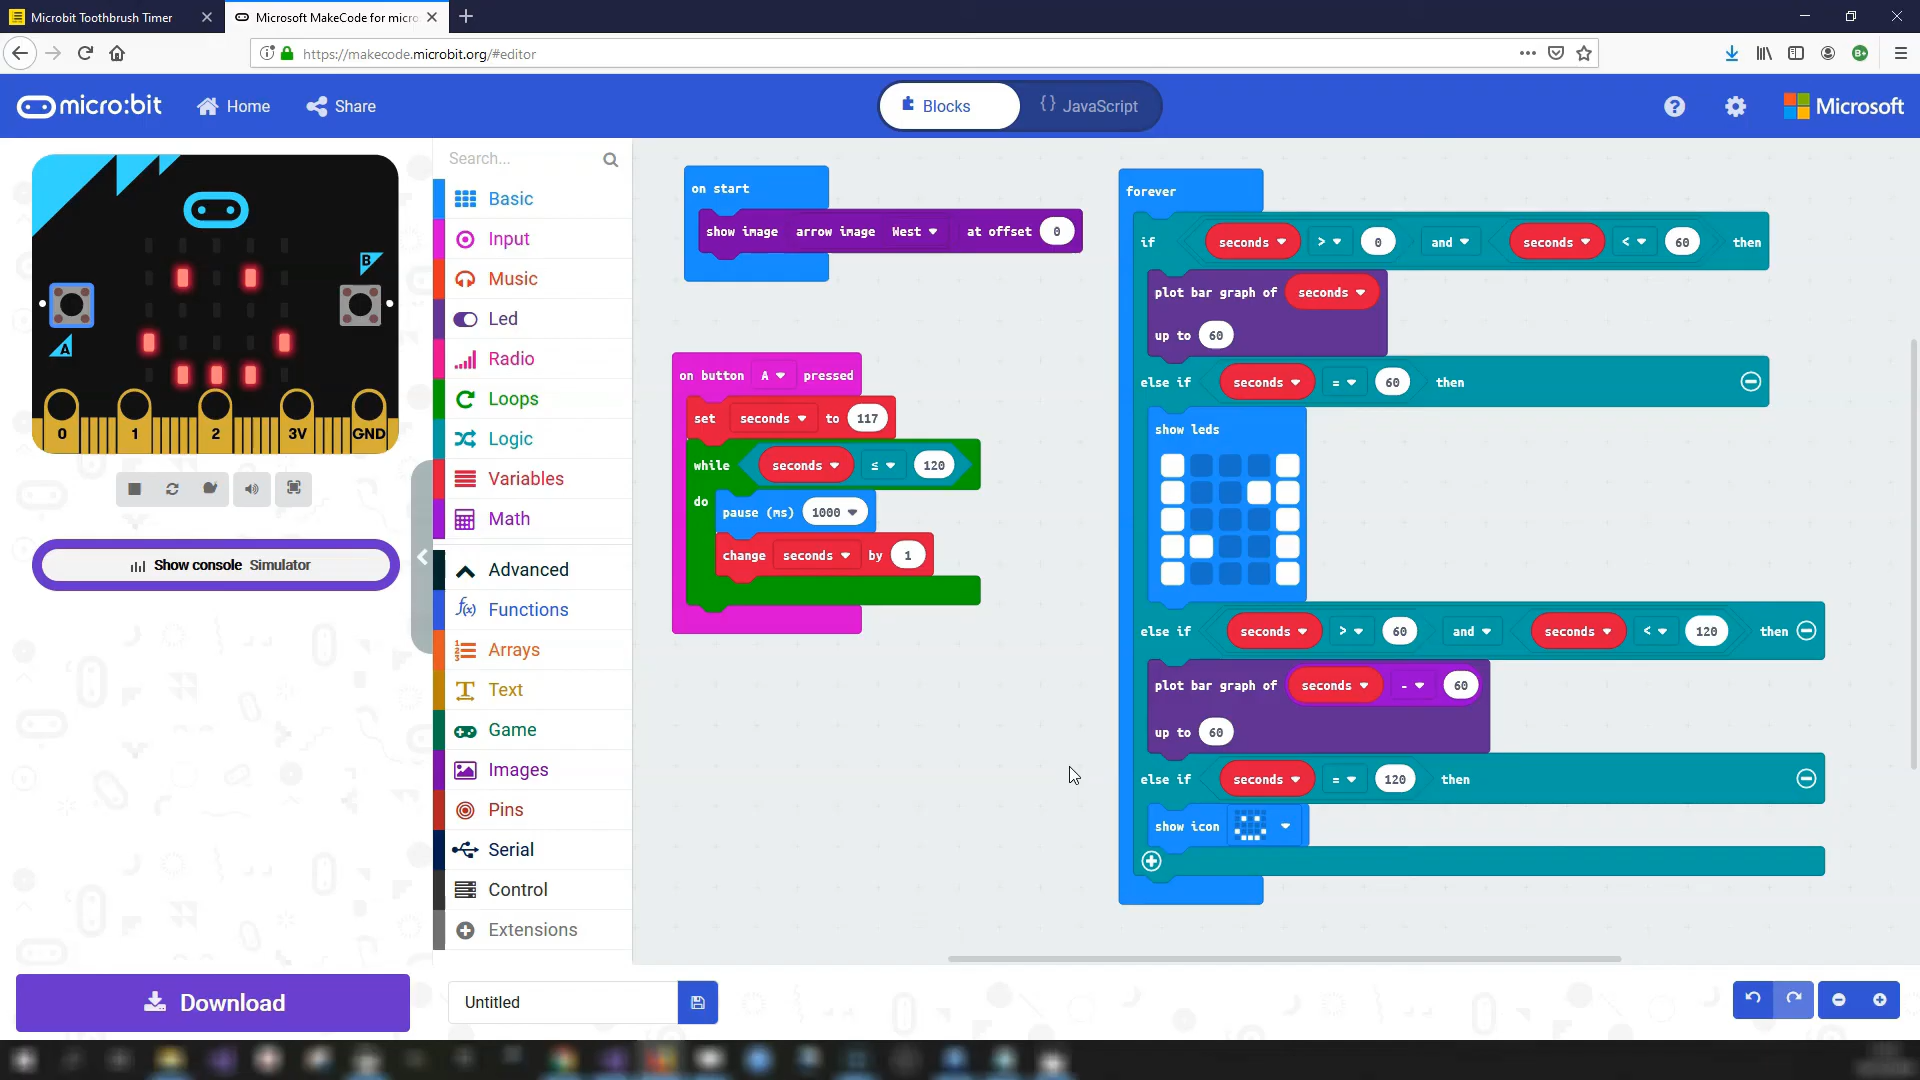 Microbit Toothbrush Timer
Microsoft MakeCode for micro
https://makecode.microbit.org/#editor
B+
micro:bit
Home
Share
Blocks
{} JavaScript
?
Microsoft
B
A
0 1 2 3V GND
Show console Simulator
Download
Search...
Basic
Input
Music
Led
Radio
Loops
Logic
Variables
Math
Advanced
f(x) Functions
Arrays
Text
Game
Images
Pins
Serial
Control
Extensions
on start
show image arrow image West at offset 0
on button A pressed
set seconds to 117
while seconds ≤ 120
do pause (ms) 1000
change seconds by 1
forever
if seconds > 0 and seconds < 60 then
plot bar graph of seconds
up to 60
else if seconds = 60 then
show leds
else if seconds > 60 and seconds < 120 then
plot bar graph of seconds - 60
up to 60
else if seconds = 120 then
show icon
Untitled